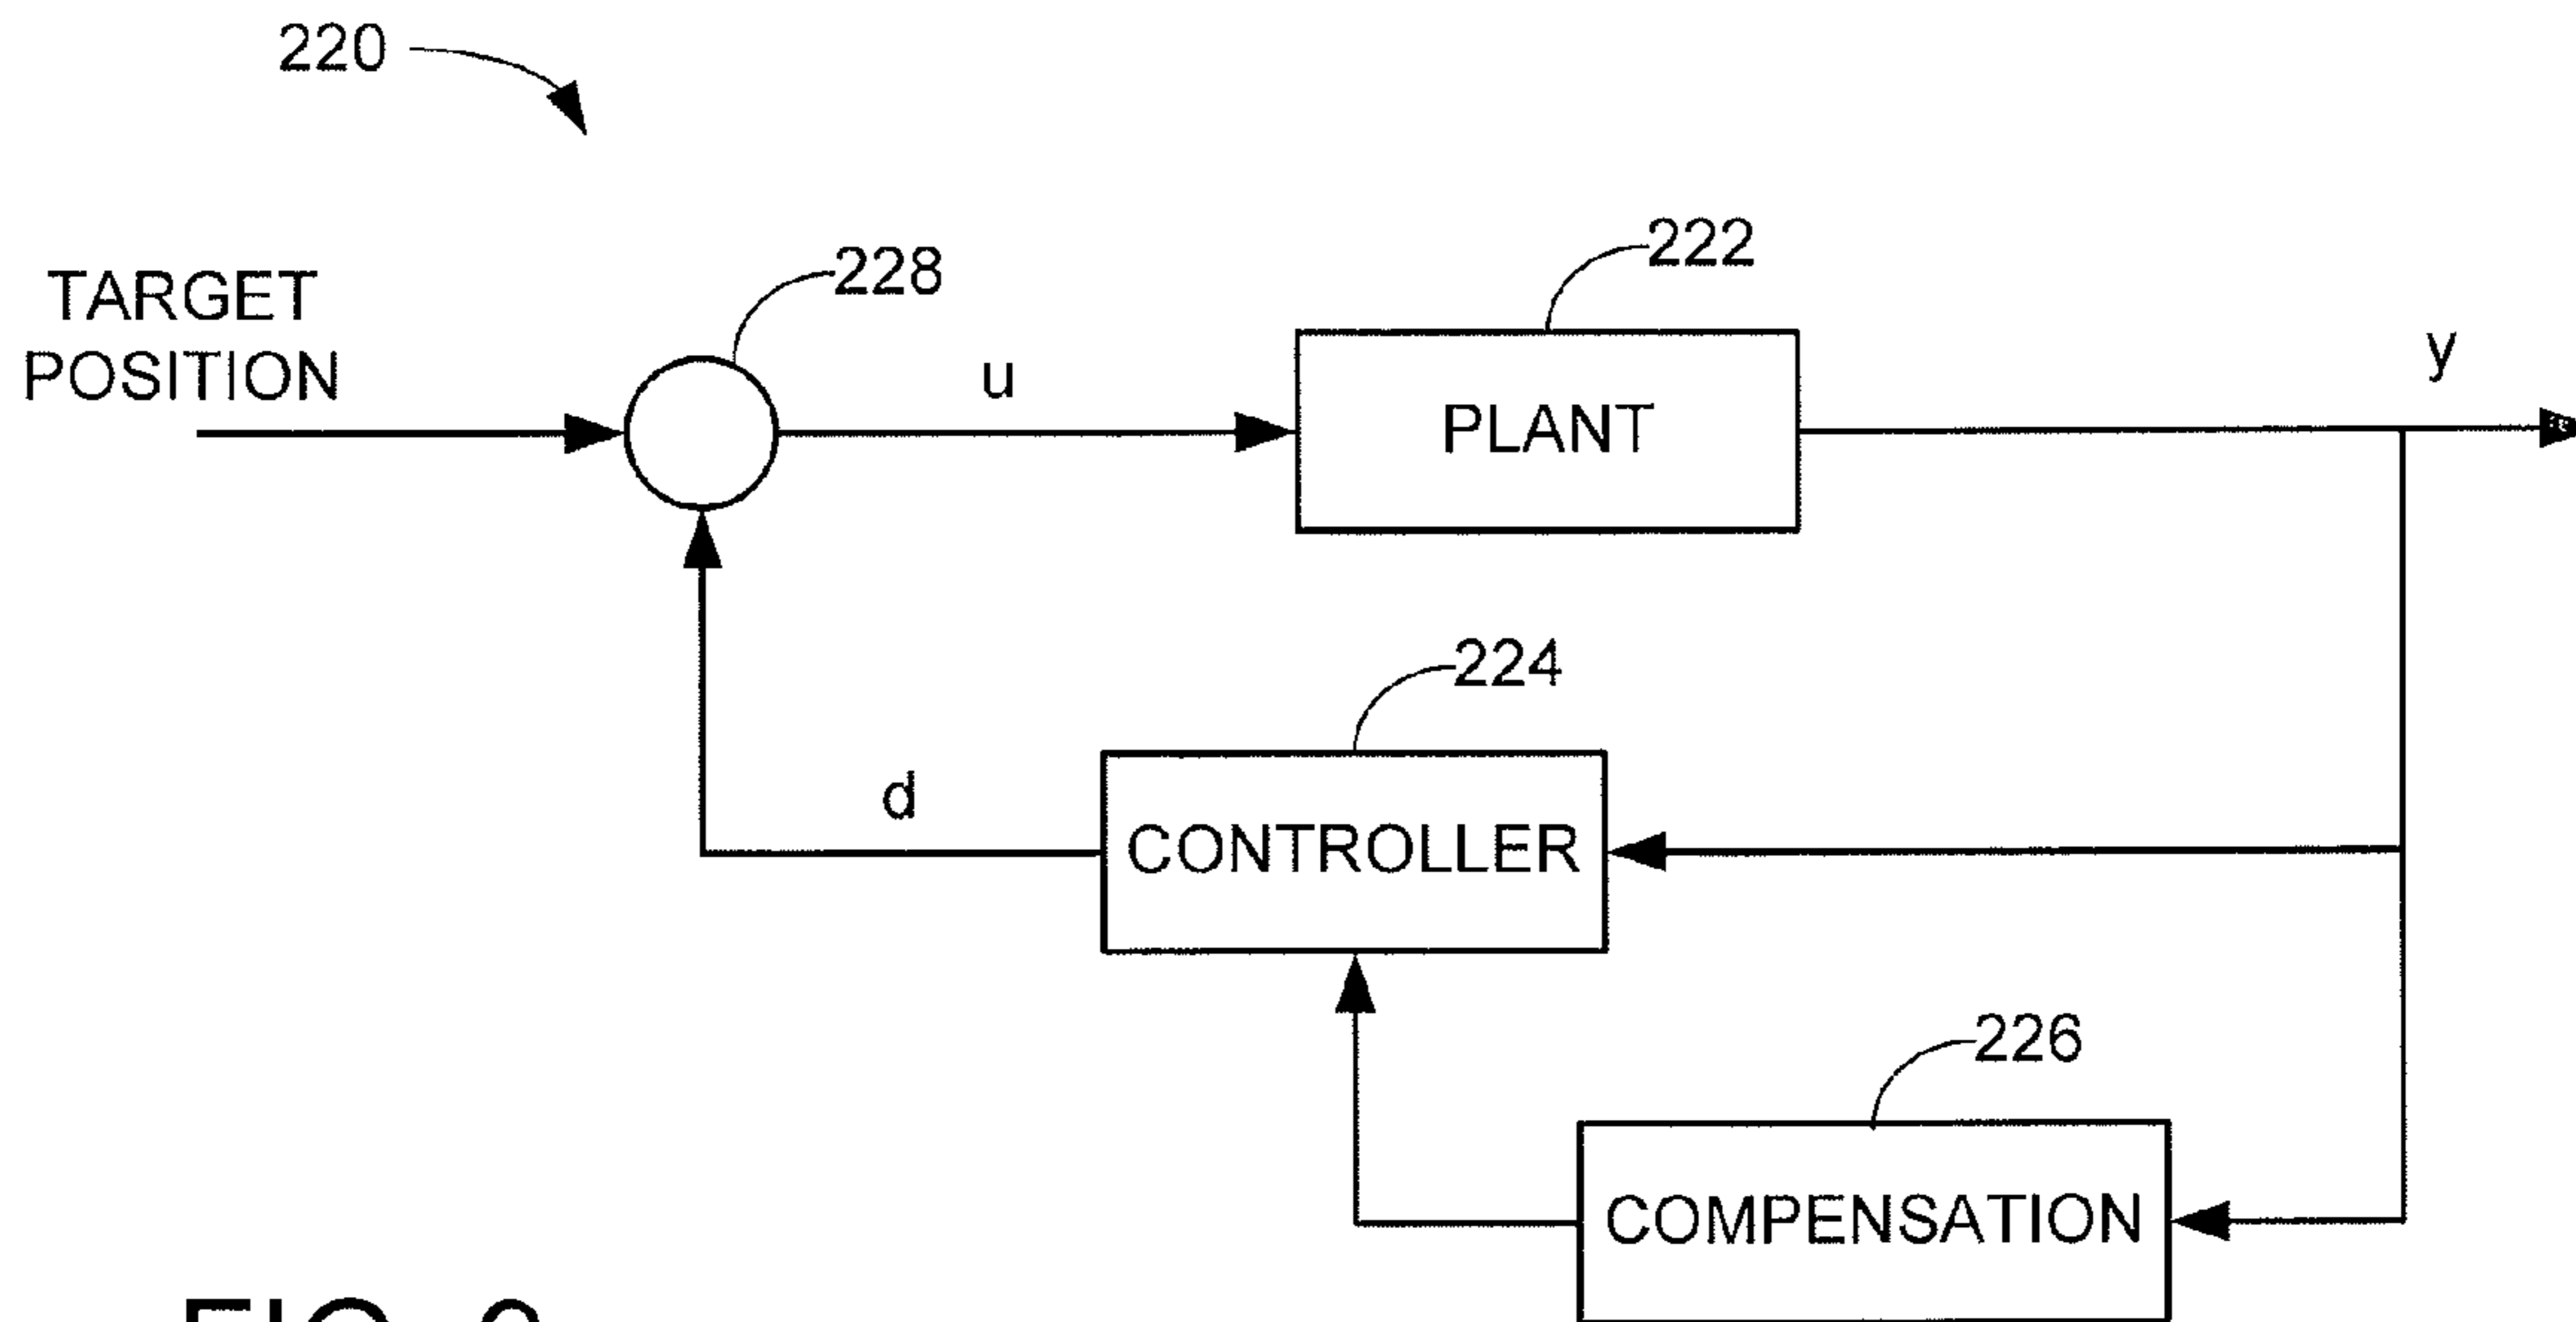 220
228
222
TARGET
POSITION
u
PLANT
y
224
d
CONTROLLER
226
COMPENSATION